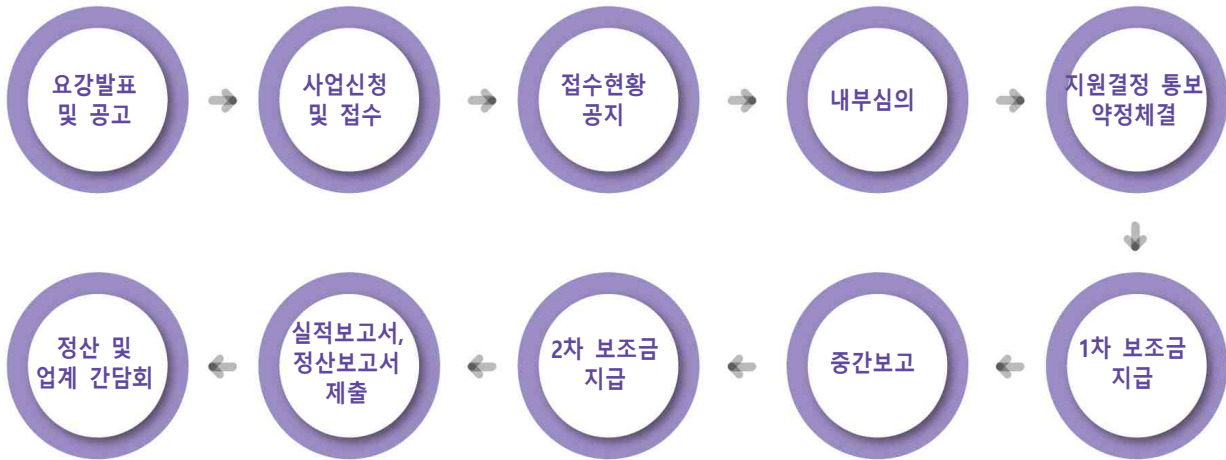 요강발표
및 공고
사업신청
및 접수
접수현황
공지
내부심의
지원결정 통보
약정체결
1차 보조금
지급
중간보고
2차 보조금
지급
실적보고서,
정산보고서
제출
정산 및
업계 간담회